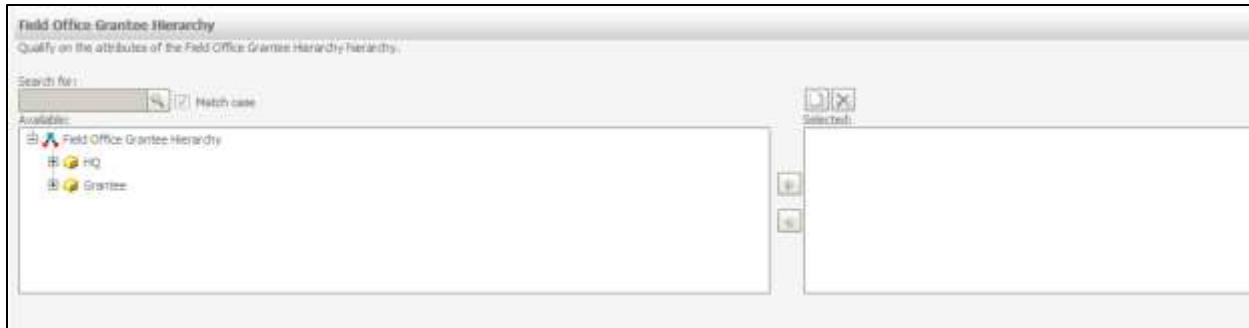 Field Office Grantee Hierarchy
Qualify on the attributes of the Field Office Grantee Hierarchy hierarchy.
Search for:
Match case
Available:
Selected:
Field Office Grantee Hierarchy
HQ
Grantee